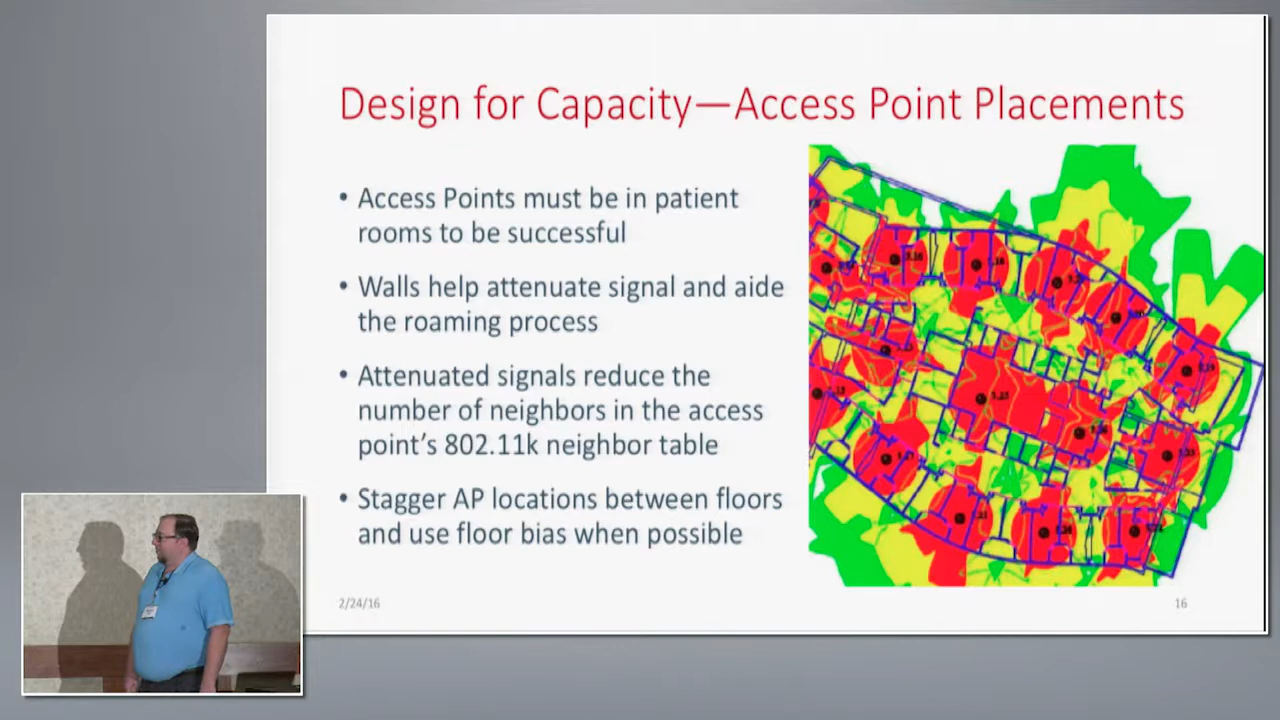 Design for Capacity—Access Point Placements
• Access Points must be in patient
rooms to be successful
• Walls help attenuate signal and aide
the roaming process
• Attenuated signals reduce the
number of neighbors in the access
point's 802.11k neighbor table
• Stagger AP locations between floors
and use floor bias when possible
2/24/16
16